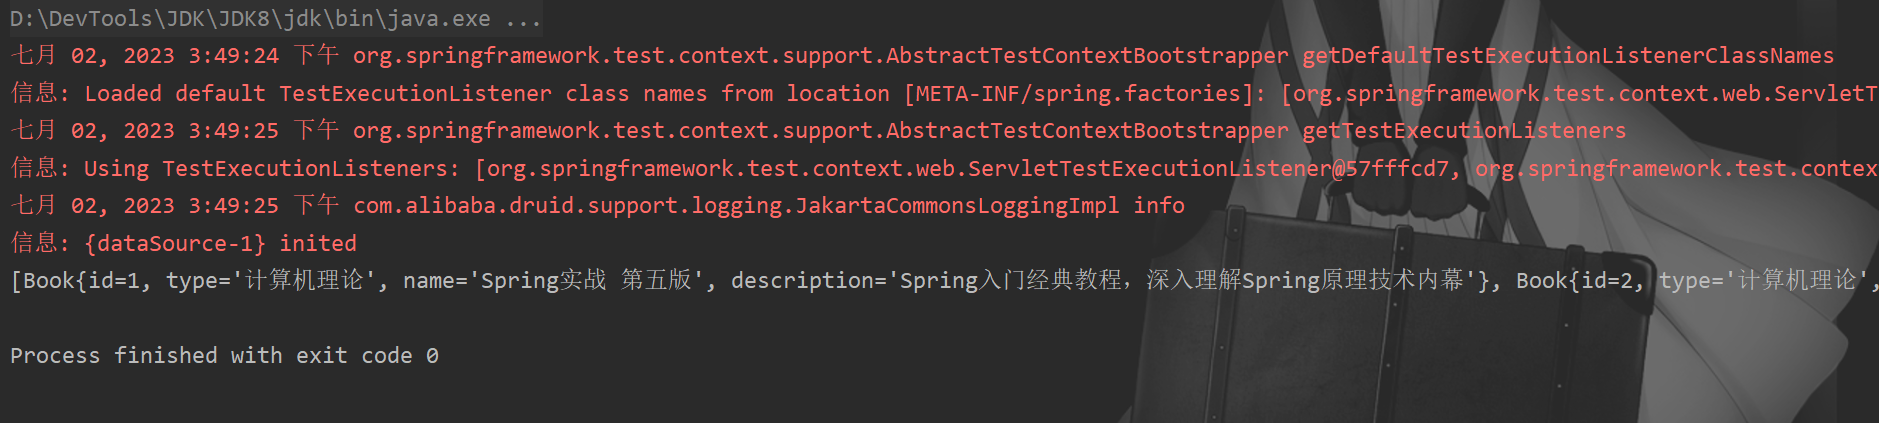 D:\DevTools\JDK\JDK8\jdk\bin\java.exe ...
七月 02, 2023 3:49:24 下午 org.springframework.test.context.support.AbstractTestContextBootstrapper getDefaultTestExecutionListenerClassNames
信息: Loaded default TestExecutionListener class names from location [META-INF/spring.factories]: [org.springframework.test.context.web.ServletT
七月 02, 2023 3:49:25 下午 org.springframework.test.context.support.AbstractTestContextBootstrapper getTestExecutionListeners
信息: Using TestExecutionListeners: [org.springframework.test.context.web.ServletTestExecutionListener@57fffcd7, org.springframework.test.contex
七月 02, 2023 3:49:25 下午 com.alibaba.druid.support.logging.JakartaCommonsLoggingImpl info
信息: {dataSource-1} inited
[Book{id=1, type='计算机理论', name='Spring实战 第五版', description='Spring入门经典教程，深入理解Spring原理技术内幕'}, Book{id=2, type='计算机理论',
Process finished with exit code 0